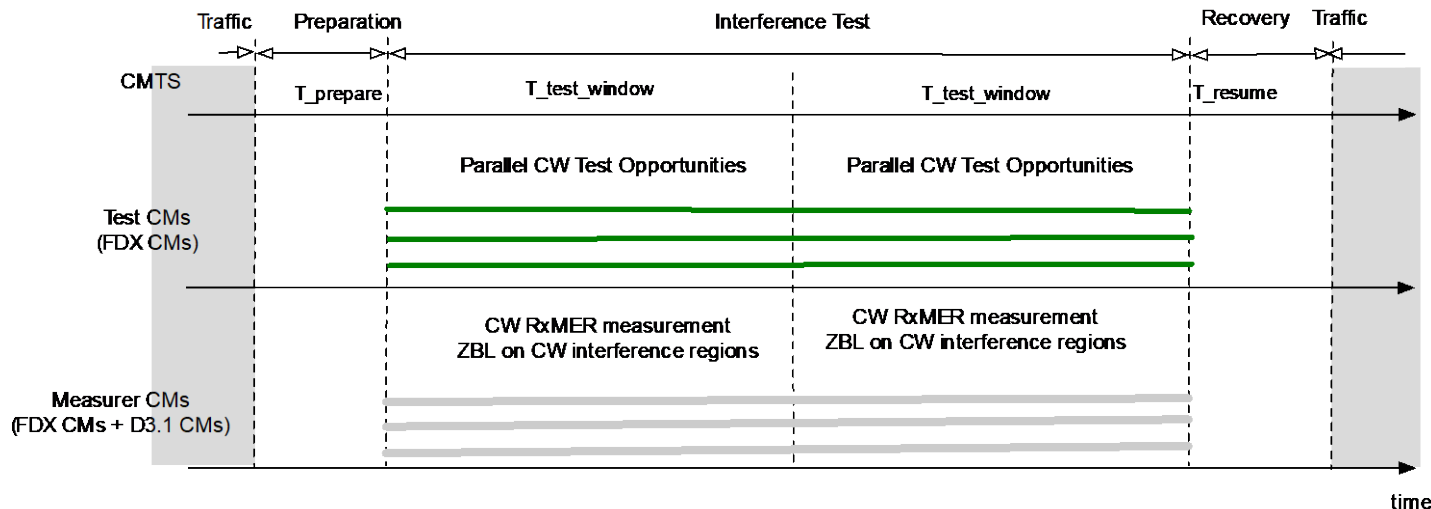 Traffic
Preparation
Interference Test
Recovery
Traffic
CMTS
T_prepare
T_test_window
T_test_window
T_resume
Parallel CW Test Opportunities
Parallel CW Test Opportunities
Test CMs
(FDX CMs)
CW RxMER measurement
ZBL on CW interference regions
CW RxMER measurement
ZBL on CW interference regions
Measurer CMs
(FDX CMs + D3.1 CMs)
time